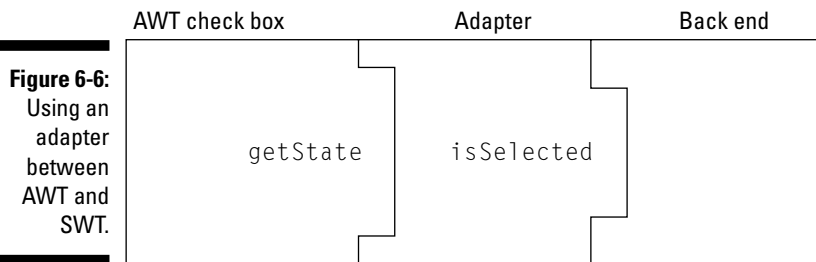 AWT check box Adapter Back end
Figure 6-6:
Using an
adapter
between
AWT and
SWT.
getState isSelected